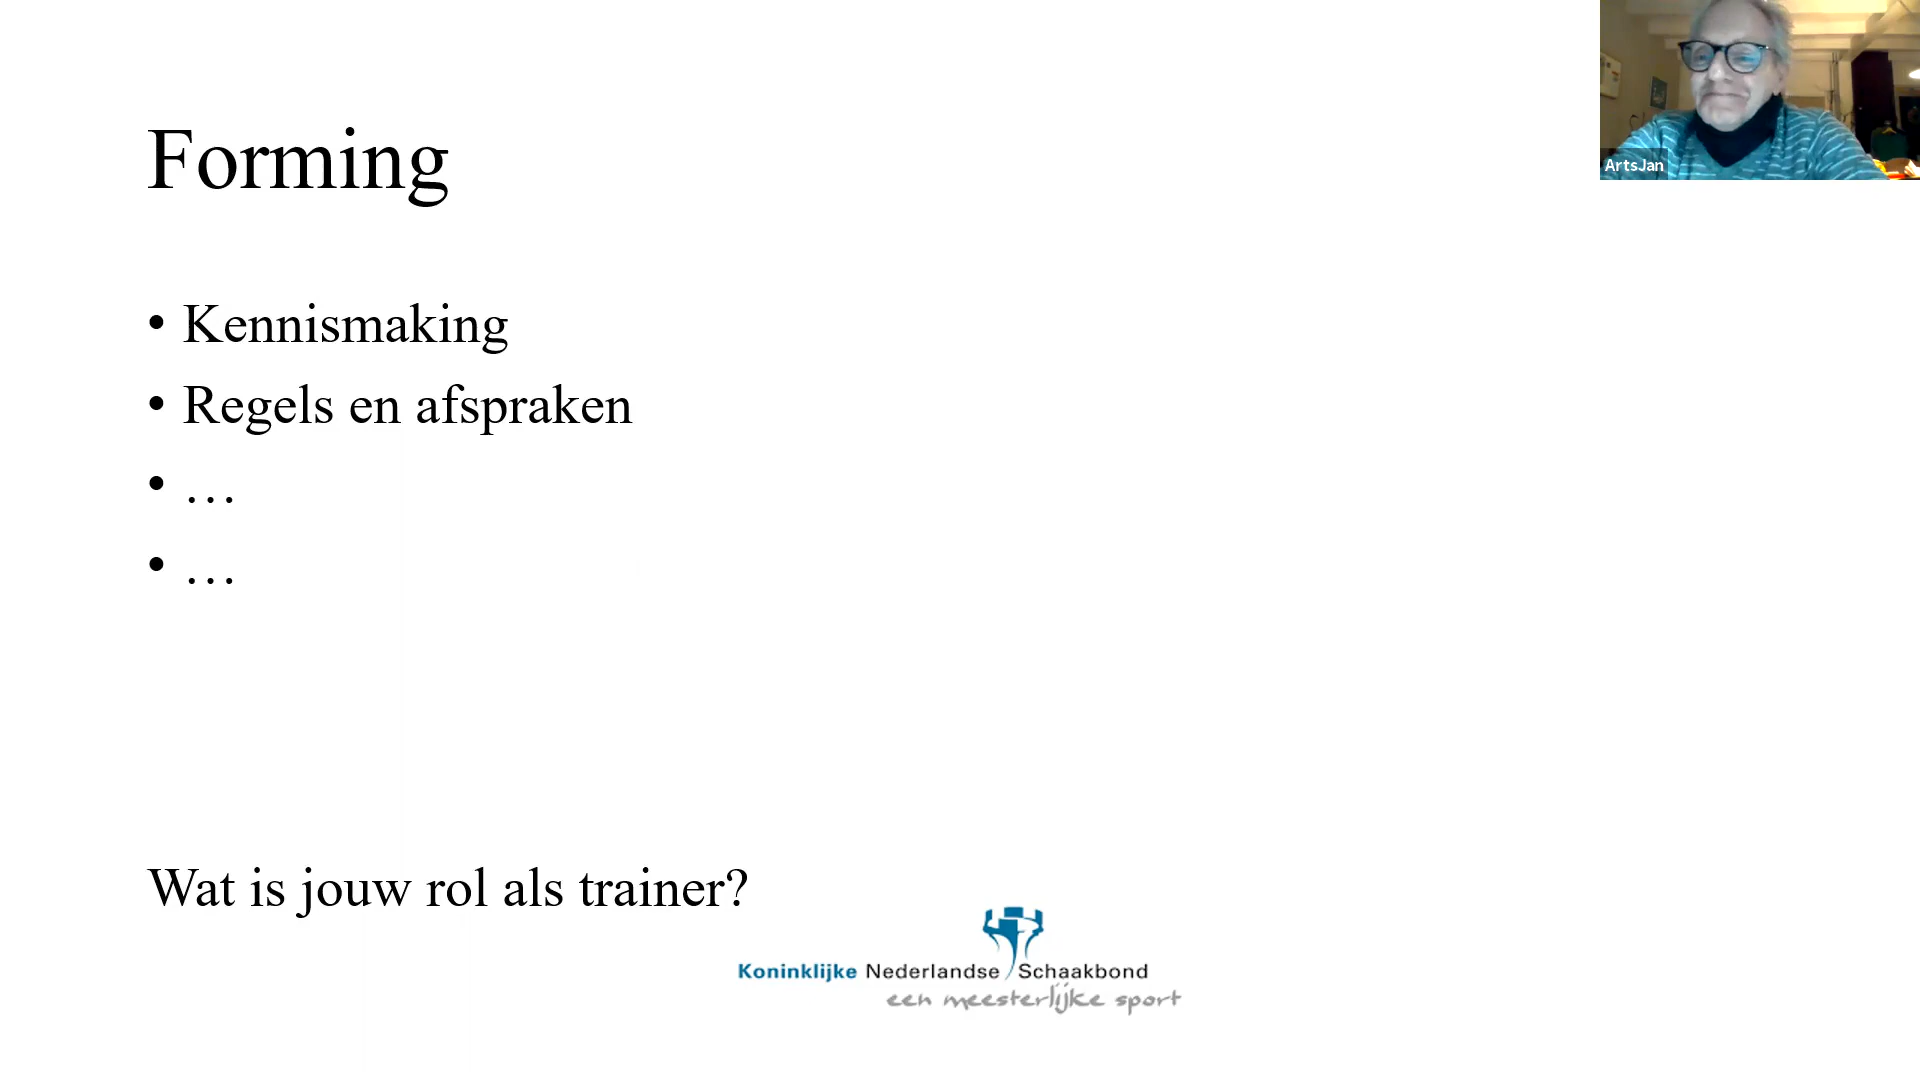 Forming
• Kennismaking
• Regels en afspraken
• …
• …
Wat is jouw rol als trainer?
Koninklijke Nederlandse Schaakbond
een meesterlijke sport
ArtsJan